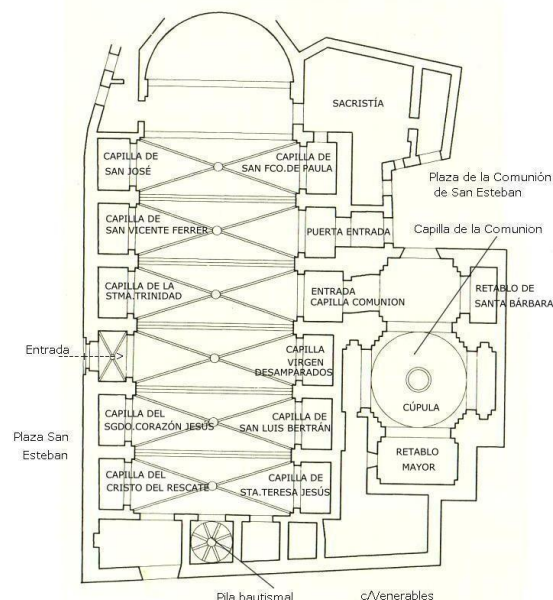 SACRISTÍA
CAPILLA DE
SAN JOSÉ
CAPILLA DE
SAN FCO.DE PAULA
Plaza de la Comunión
de San Esteban
CAPILLA DE
SAN VICENTE FERRER
PUERTA ENTRADA
Capilla de la Comunion
CAPILLA DE LA
STMA.TRINIDAD
ENTRADA
CAPILLA COMUNION
RETABLO DE
SANTA BÁRBARA
Entrada
CAPILLA
VIRGEN
DESAMPARADOS
CÚPULA
CAPILLA DEL
SGDO.CORAZÓN JESÚS
CAPILLA DE
SAN LUIS BERTRÁN
Plaza San
Esteban
RETABLO
MAYOR
CAPILLA DEL
CRISTO DEL RESCATE
CAPILLA DE
STA.TERESA JESÚS
Pila bautismal
c/Venerables